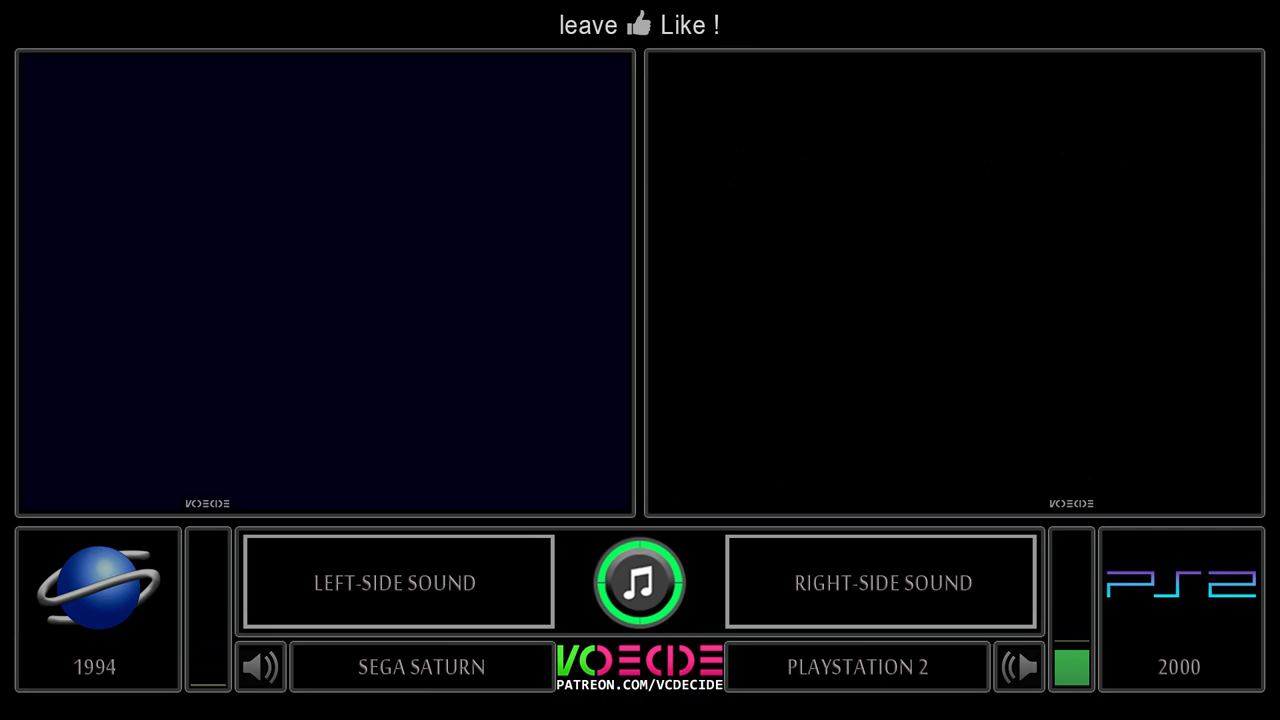 leave 👍 Like !
VCDECIDE
VCDECIDE
LEFT-SIDE SOUND
RIGHT-SIDE SOUND
1994
SEGA SATURN
VCDECIDE
PATREON.COM/VCDECIDE
PLAYSTATION 2
PS2
2000